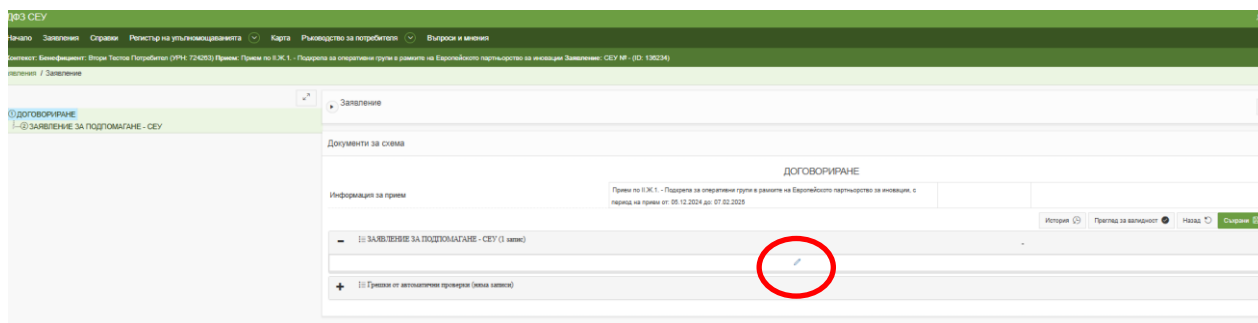 ДФЗ СЕУ
Начало Заявления Справки Регистър на упълномощаванията Карта Ръководство за потребителя Въпроси и мнения
Контекст: Бенефициент: Втори Тестов Потребител (УРН: 724263) Прием: Прием по II.Ж.1. - Подкрепа за оперативни групи в рамките на Европейското партньорство за иновации Заявление: СЕУ № - (ID: 136234)
явления / Заявление
① ДОГОВОРИРАНЕ
② ЗАЯВЛЕНИЕ ЗА ПОДПОМАГАНЕ - СЕУ
Заявление
Документи за схема
ДОГОВОРИРАНЕ
Информация за прием
Прием по II.Ж.1. - Подкрепа за оперативни групи в рамките на Европейското партньорство за иновации, с
период на прием от: 05.12.2024 до: 07.02.2025
История Преглед за валидност Назад Съхрани
ЗАЯВЛЕНИЕ ЗА ПОДПОМАГАНЕ - СЕУ (1 запис) -
Грешки от автоматични проверки (няма записи)